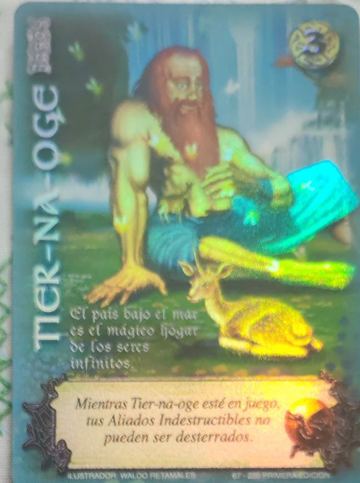 3
TIER-NA-OGE
El país bajo el mar
es el mágico hogar
de los seres
infinitos.
Mientras Tier-na-oge esté en juego,
tus Aliados Indestructibles no
pueden ser desterrados.
ILUSTRADOR WALDO RETAMALES
PRIMERA EDICION